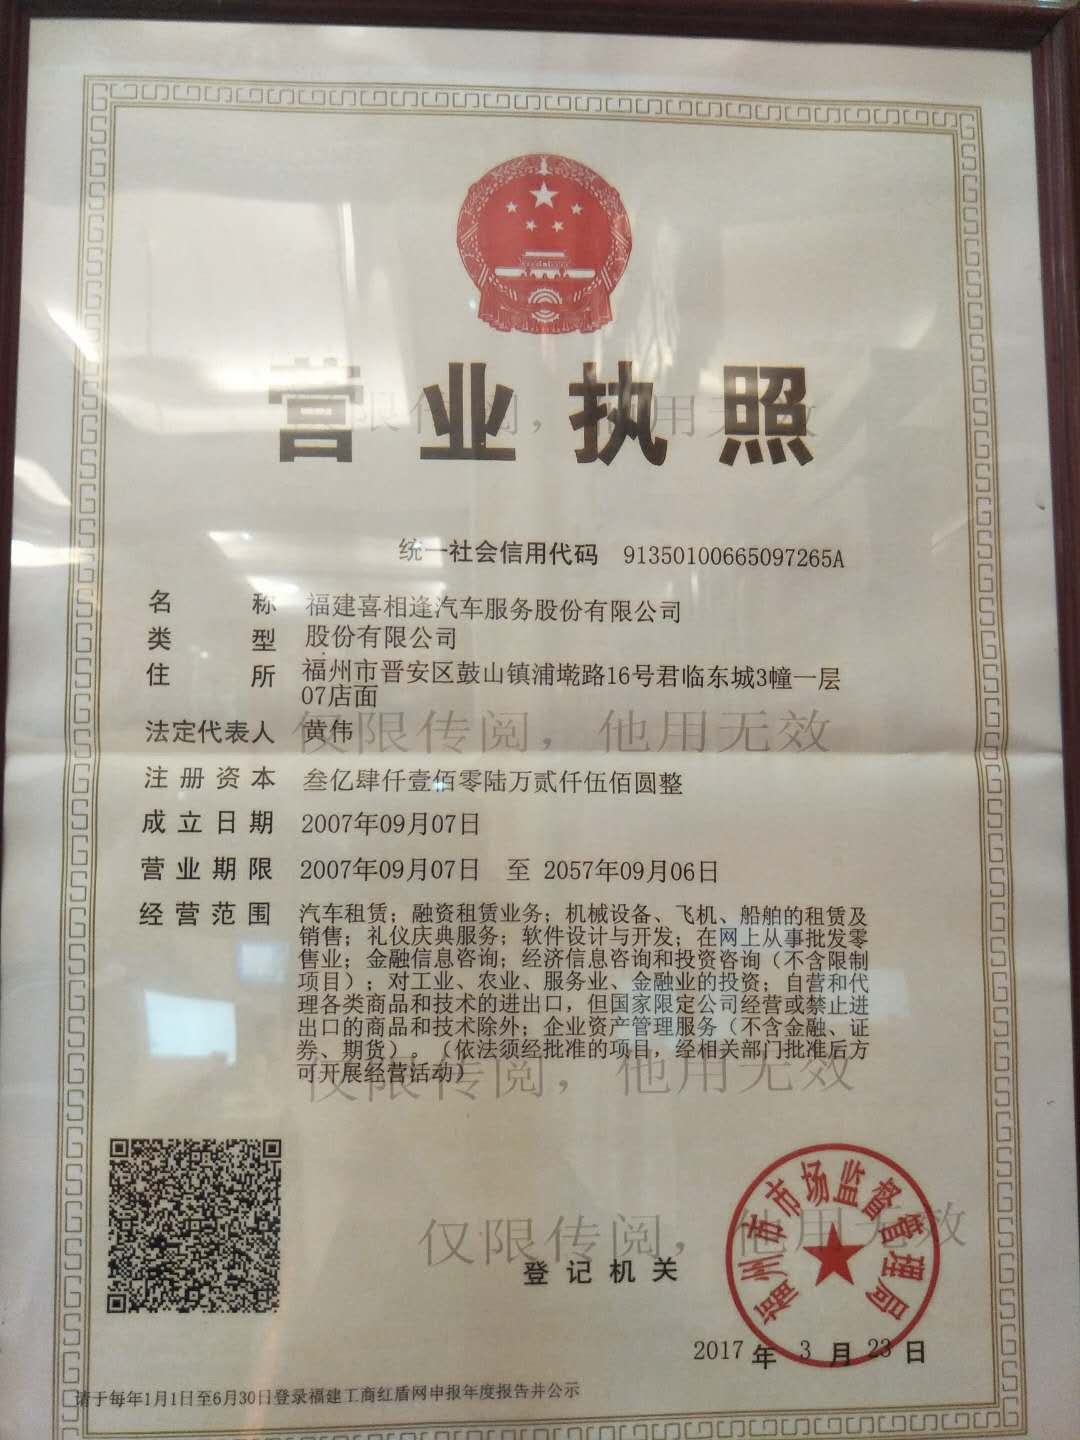 营业执照
仅限传阅，他用无效
统一社会信用代码 91350100665097265A
名称 福建喜相逢汽车服务股份有限公司
类型 股份有限公司
住所 福州市晋安区鼓山镇浦墘路16号君临东城3幢一层
07店面
法定代表人 黄伟
仅限传阅，他用无效
注册资本 叁亿肆仟壹佰零陆万贰仟伍佰圆整
成立日期 2007年09月07日
营业期限 2007年09月07日 至 2057年09月06日
经营范围 汽车租赁；融资租赁业务；机械设备、飞机、船舶的租赁及
销售；礼仪庆典服务；软件设计与开发；在网上从事批发零
售业；金融信息咨询；经济信息咨询和投资咨询（不含限制
项目）；对工业、农业、服务业、金融业的投资；自营和代
理各类商品和技术的进出口，但国家限定公司经营或禁止进
出口的商品和技术除外；企业资产管理服务（不含金融、证
券、期货）。（依法须经批准的项目，经相关部门批准后方
可开展经营活动）
仅限传阅，他用无效
仅限传阅，他用无效
登记机关
福州市市场监督管理局
2017年3月23日
请于每年1月1日至6月30日登录福建工商红盾网申报年度报告并公示